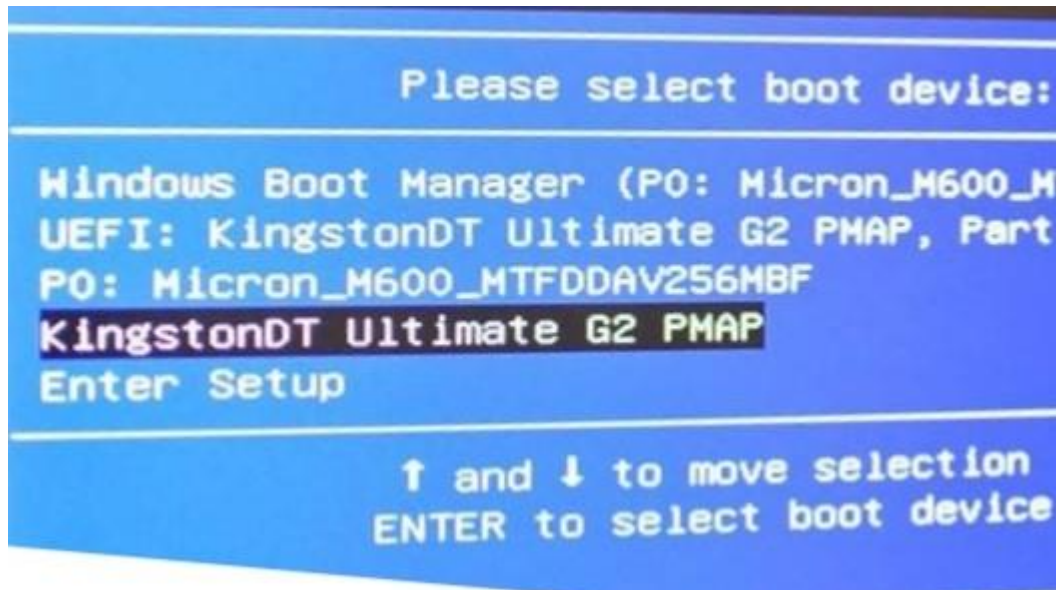 Please select boot device:
Windows Boot Manager (P0: Micron_M600_M
UEFI: KingstonDT Ultimate G2 PMAP, Part
P0: Micron_M600_MTFDDAV256MBF
KingstonDT Ultimate G2 PMAP
Enter Setup
↑ and ↓ to move selection
ENTER to select boot device